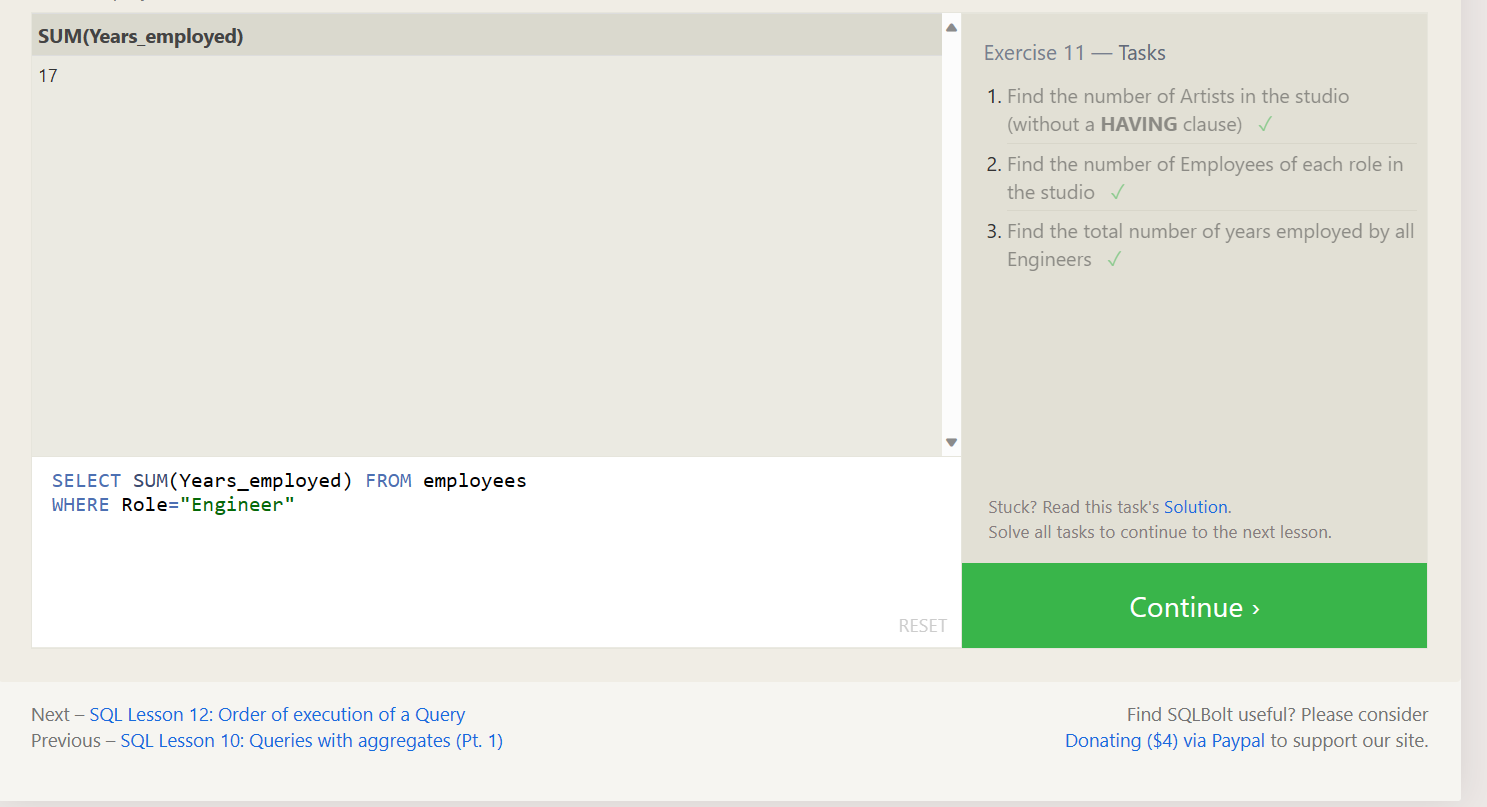 SUM(Years_employed)
17
SELECT SUM(Years_employed) FROM employees
WHERE Role="Engineer"
RESET
Exercise 11 — Tasks
1. Find the number of Artists in the studio
(without a HAVING clause) ✓
2. Find the number of Employees of each role in
the studio ✓
3. Find the total number of years employed by all
Engineers ✓
Stuck? Read this task's Solution.
Solve all tasks to continue to the next lesson.
Continue ›
Next – SQL Lesson 12: Order of execution of a Query
Previous – SQL Lesson 10: Queries with aggregates (Pt. 1)
Find SQLBolt useful? Please consider
Donating ($4) via Paypal to support our site.